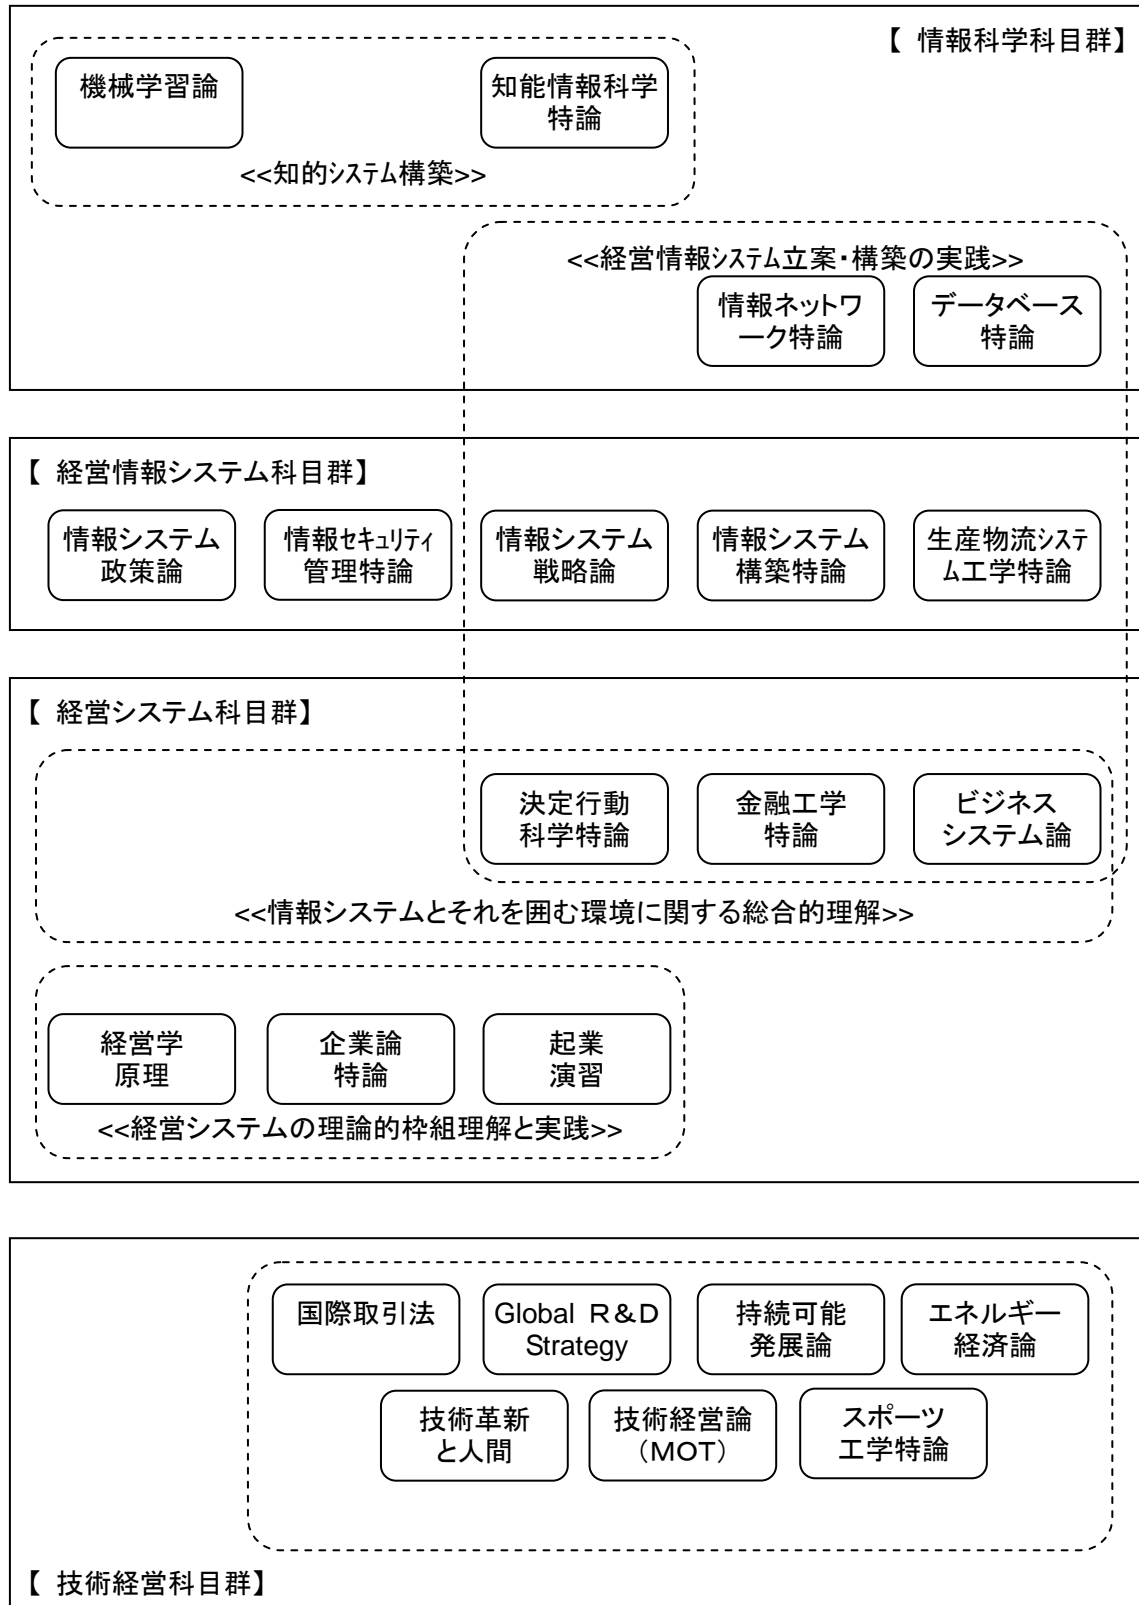 【 情報科学科目群】
機械学習論
知能情報科学
特論
<<知的システム構築>>
<<経営情報システム立案・構築の実践>>
情報ネットワ
ーク特論
データベース
特論
【 経営情報システム科目群】
情報システム
政策論
情報セキュリティ
管理特論
情報システム
戦略論
情報システム
構築特論
生産物流システ
ム工学特論
【 経営システム科目群】
決定行動
科学特論
金融工学
特論
ビジネス
システム論
<<情報システムとそれを囲む環境に関する総合的理解>>
経営学
原理
企業論
特論
起業
演習
<<経営システムの理論的枠組理解と実践>>
国際取引法
Global R&D
Strategy
持続可能
発展論
エネルギー
経済論
技術革新
と人間
技術経営論
（MOT）
スポーツ
工学特論
【 技術経営科目群】